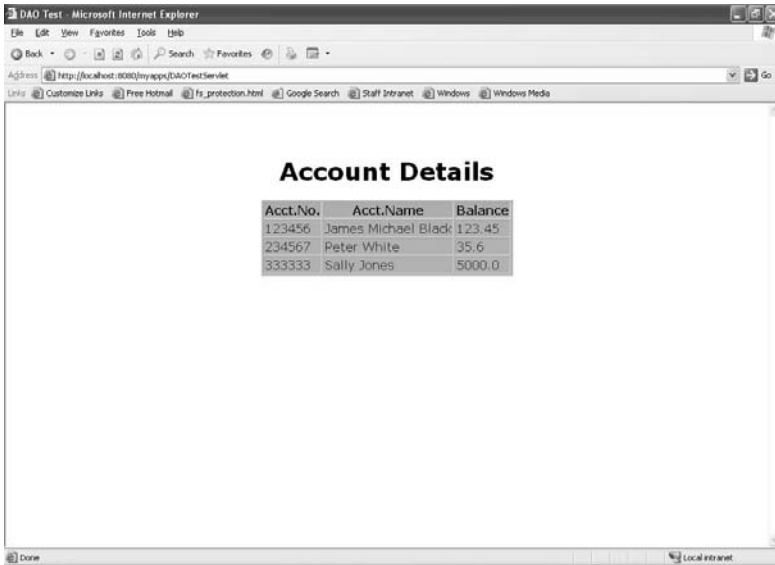 DAO Test - Microsoft Internet Explorer
File Edit View Favorites Tools Help
Back Search Favorites
Address http://localhost:8080/myapps/DAOTestServlet Go
Links Customize Links Free Hotmail fs_protection.html Google Search Staff Intranet Windows Windows Media
Account Details
Acct.No. Acct.Name Balance
123456 James Michael Black 123.45
234567 Peter White 35.6
333333 Sally Jones 5000.0
Done Local intranet